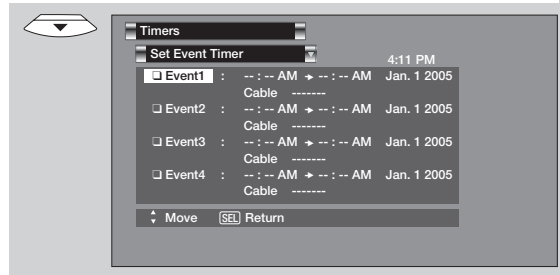 Timers
Set Event Timer
4:11 PM
❑ Event1 : -- : -- AM ➔ -- : -- AM Jan. 1 2005
Cable -------
❑ Event2 : -- : -- AM ➔ -- : -- AM Jan. 1 2005
Cable -------
❑ Event3 : -- : -- AM ➔ -- : -- AM Jan. 1 2005
Cable -------
❑ Event4 : -- : -- AM ➔ -- : -- AM Jan. 1 2005
Cable -------
Move SEL Return